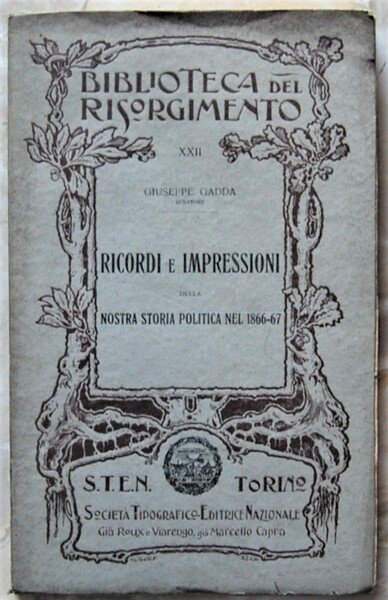 BIBLIOTECA DEL
RISORGIMENTO
XXII
GIUSEPPE GADDA
SENATORE
RICORDI E IMPRESSIONI
DELLA
NOSTRA STORIA POLITICA NEL 1866-67
S.T.E.N. TORINO
SOCIETÀ TIPOGRAFICO-EDITRICE NAZIONALE
Già Roux e Viarengo, già Marcello Capra